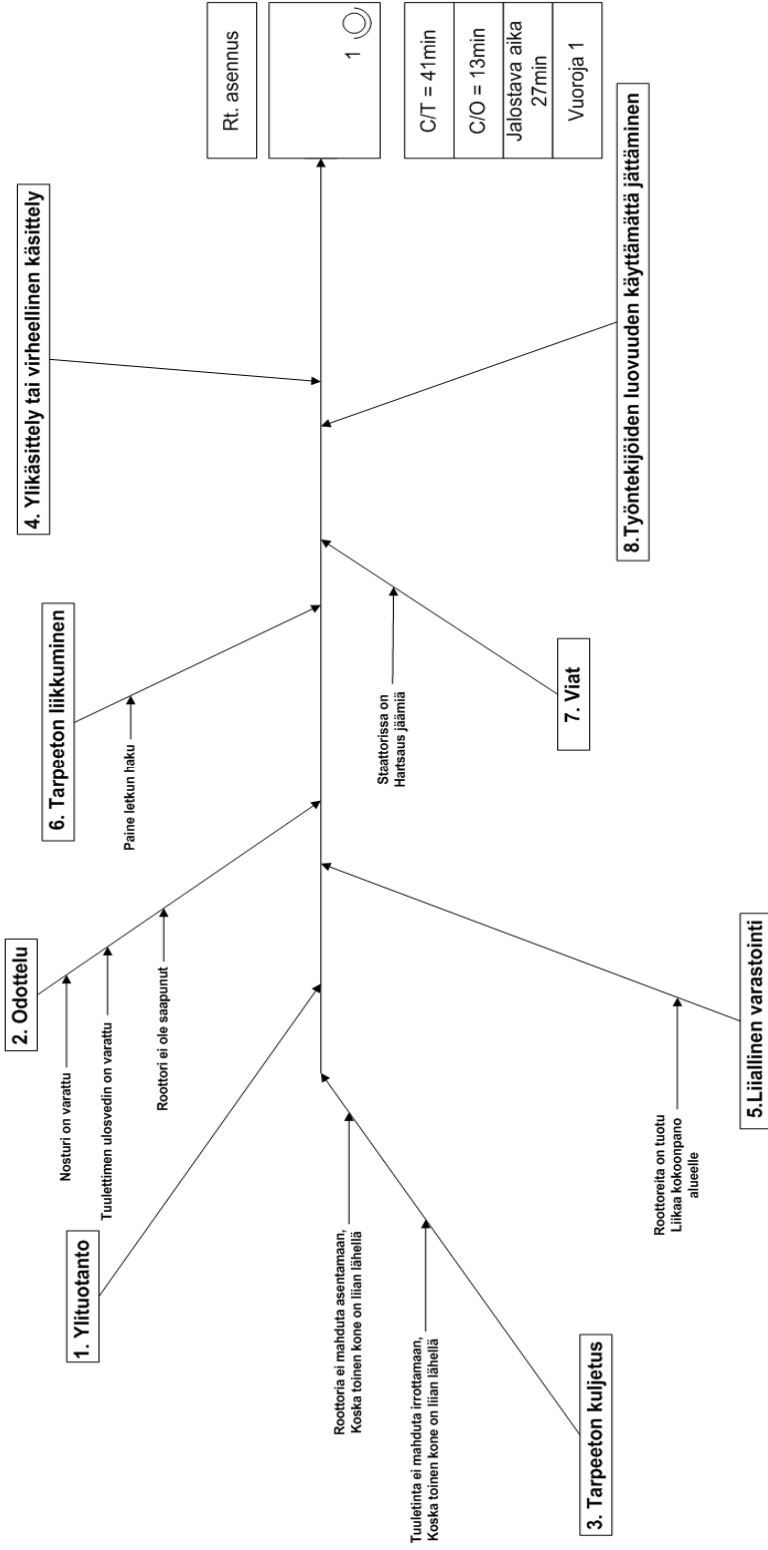 1. Ylituotanto
2. Odottelu
Nosturi on varattu
Tuulettimen ulosvedin on varattu
Roottori ei ole saapunut
6. Tarpeeton liikkuminen
Paine letkun haku
4. Ylikäsittely tai virheellinen käsittely
Rt. asennus
1
C/T = 41min
C/O = 13min
Jalostava aika
27min
Vuoroja 1
Roottoria ei mahduta asentamaan,
Koska toinen kone on liian lähellä
Tuuletinta ei mahduta irrottamaan,
Koska toinen kone on liian lähellä
3. Tarpeeton kuljetus
Roottoreita on tuotu
Liikaa kokoonpano
alueelle
5.Liiallinen varastointi
Staattorissa on
Hartsaus jäämiä
7. Viat
8.Työntekijöiden luovuuden käyttämättä jättäminen